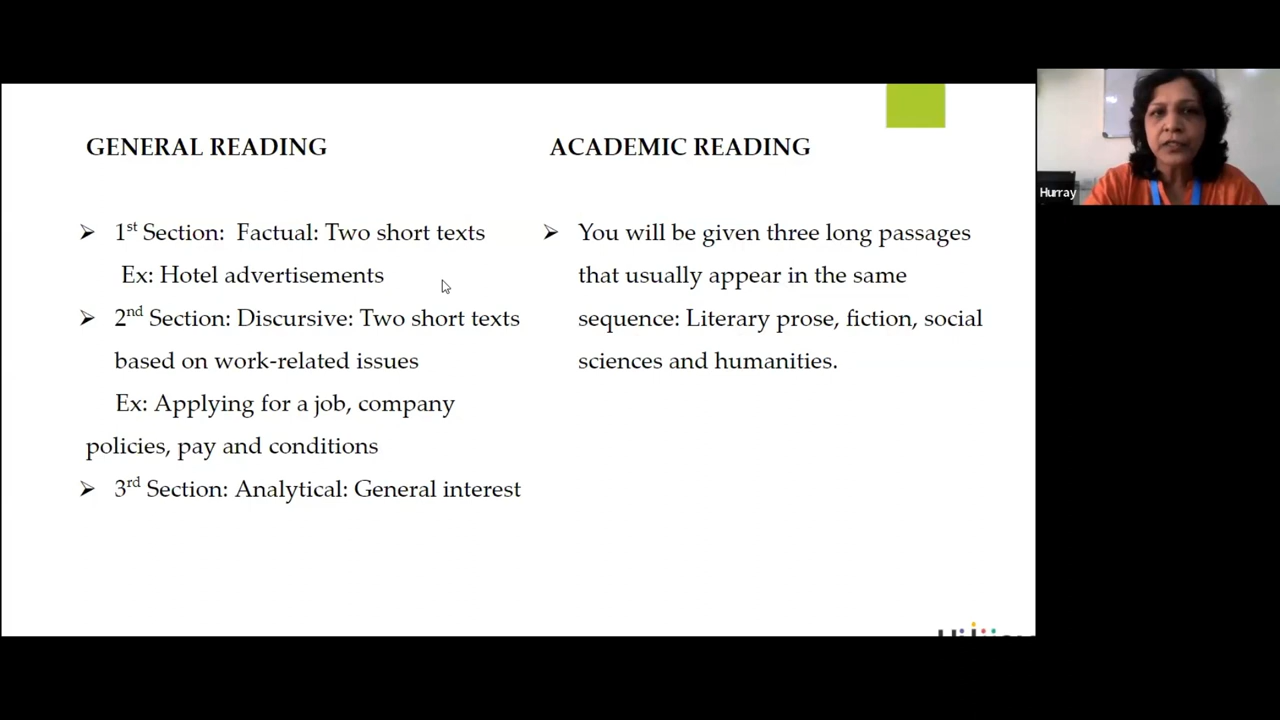 GENERAL READING
1st Section: Factual: Two short texts
Ex: Hotel advertisements
2nd Section: Discursive: Two short texts
based on work-related issues
Ex: Applying for a job, company
policies, pay and conditions
3rd Section: Analytical: General interest
ACADEMIC READING
You will be given three long passages
that usually appear in the same
sequence: Literary prose, fiction, social
sciences and humanities.
Hurray